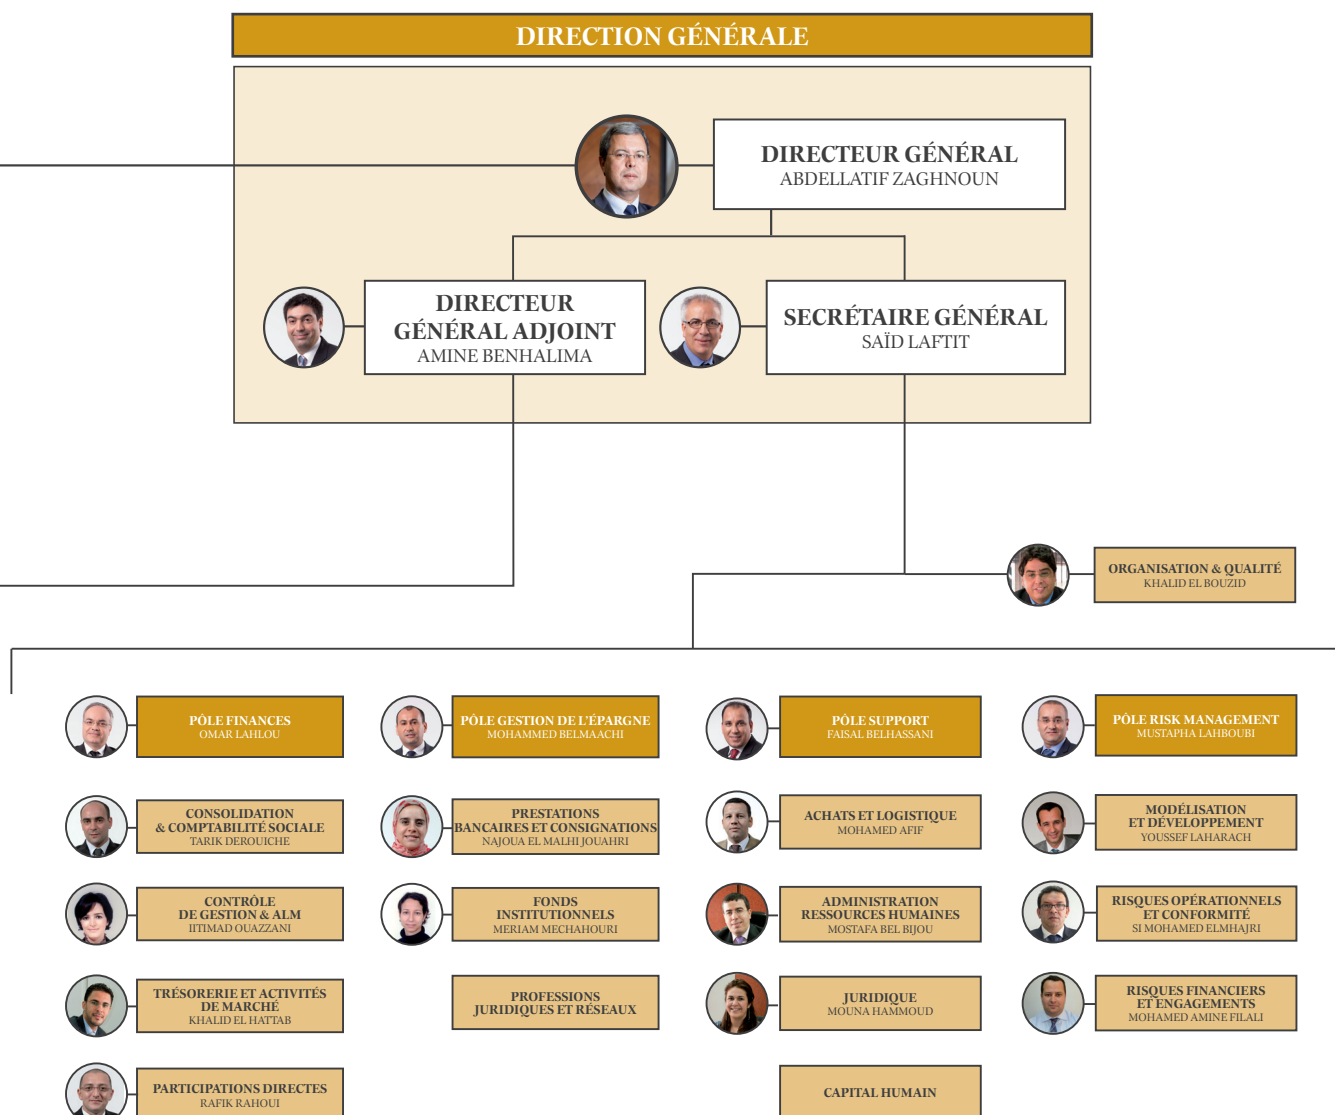 DIRECTION GÉNÉRALE
DIRECTEUR GÉNÉRAL
ABDELLATIF ZAGHNOUN
DIRECTEUR
GÉNÉRAL ADJOINT
AMINE BENHALIMA
SECRÉTAIRE GÉNÉRAL
SAÏD LAFTIT
ORGANISATION & QUALITÉ
KHALID EL BOUZID
PÔLE FINANCES
OMAR LAHLOU
PÔLE GESTION DE L'ÉPARGNE
MOHAMMED BELMAACHI
PÔLE SUPPORT
FAISAL BELHASSANI
PÔLE RISK MANAGEMENT
MUSTAPHA LAHBOUBI
CONSOLIDATION
& COMPTABILITÉ SOCIALE
TARIK DEROUICHE
PRESTATIONS
BANCAIRES ET CONSIGNATIONS
NAJOUA EL MALHI JOUAHRI
ACHATS ET LOGISTIQUE
MOHAMED AFIF
MODÉLISATION
ET DÉVELOPPEMENT
YOUSSEF LAHARACH
CONTRÔLE
DE GESTION & ALM
IITIMAD OUAZZANI
FONDS
INSTITUTIONNELS
MERIAM MECHAHOURI
ADMINISTRATION
RESSOURCES HUMAINES
MOSTAFA BEL BIJOU
RISQUES OPÉRATIONNELS
ET CONFORMITÉ
SI MOHAMED ELMHAJRI
TRÉSORERIE ET ACTIVITÉS
DE MARCHÉ
KHALID EL HATTAB
PROFESSIONS
JURIDIQUES ET RÉSEAUX
JURIDIQUE
MOUNA HAMMOUD
RISQUES FINANCIERS
ET ENGAGEMENTS
MOHAMED AMINE FILALI
PARTICIPATIONS DIRECTES
RAFIK RAHOUI
CAPITAL HUMAIN